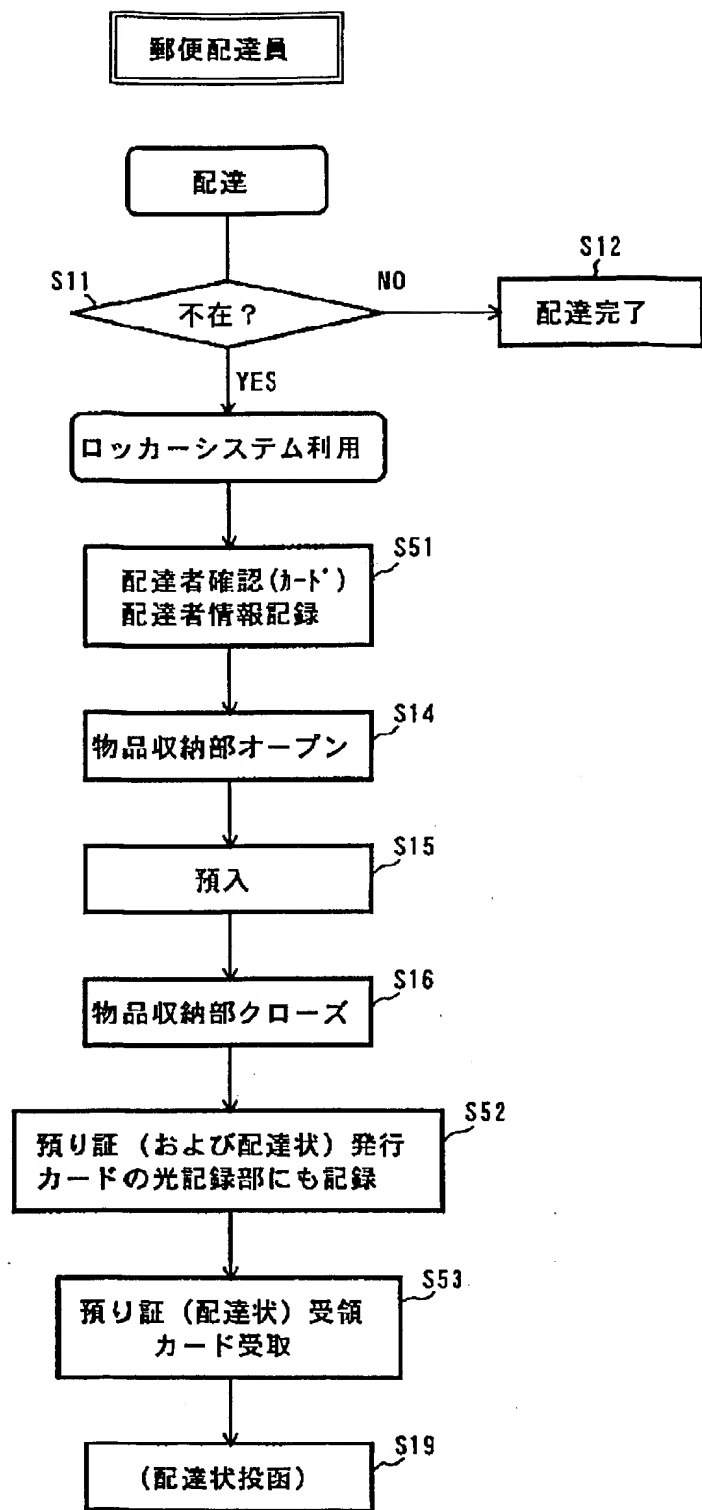 郵便配達員
配達
S12
S11
NO
不在？
配達完了
YES
ロッカーシステム利用
S51
配達者確認(ｶｰﾄﾞ)
配達者情報記録
S14
物品収納部オープン
S15
預入
S16
物品収納部クローズ
S52
預り証（および配達状）発行
カードの光記録部にも記録
S53
預り証（配達状）受領
カード受取
S19
(配達状投函)